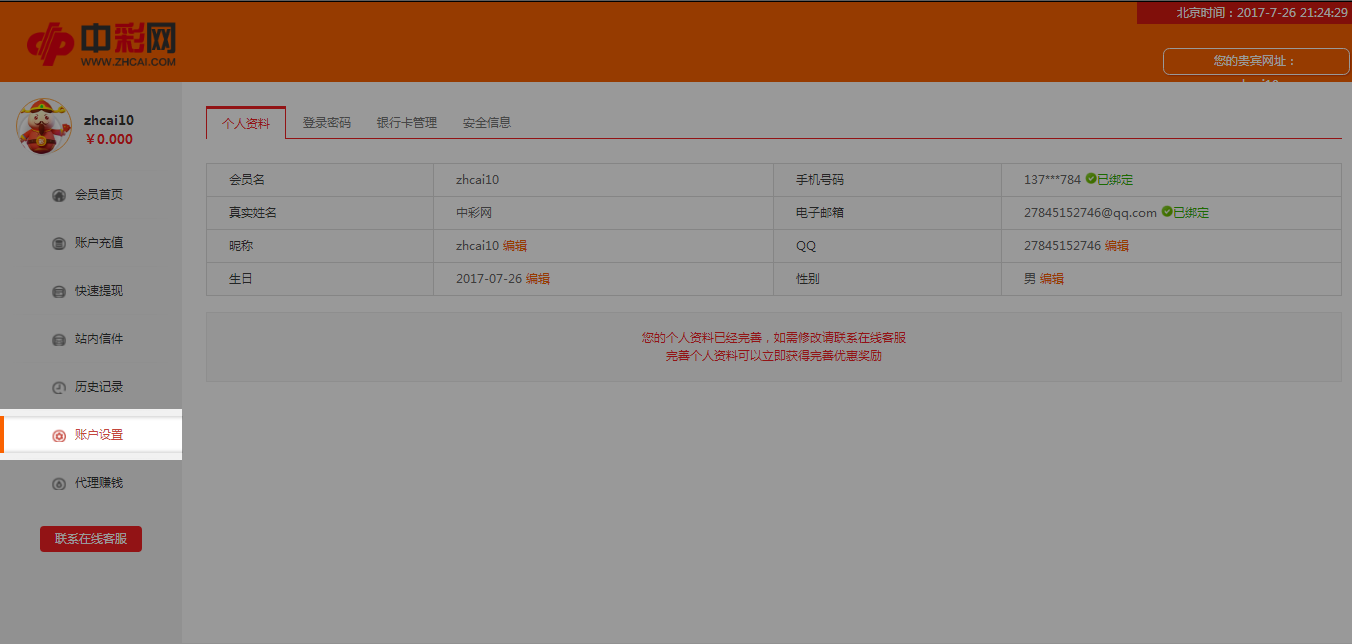 北京时间：2017-7-26 21:24:29
中彩网
WWW.ZHCAI.COM
您的贵宾网址：
zhcai10
￥0.000
会员首页
账户充值
快速提现
站内信件
历史记录
账户设置
代理赚钱
联系在线客服
个人资料 登录密码 银行卡管理 安全信息
会员名 zhcai10 手机号码 137***784 已绑定
真实姓名 中彩网 电子邮箱 27845152746@qq.com 已绑定
昵称 zhcai10 编辑 QQ 27845152746 编辑
生日 2017-07-26 编辑 性别 男 编辑
您的个人资料已经完善，如需修改请联系在线客服
完善个人资料可以立即获得完善优惠奖励